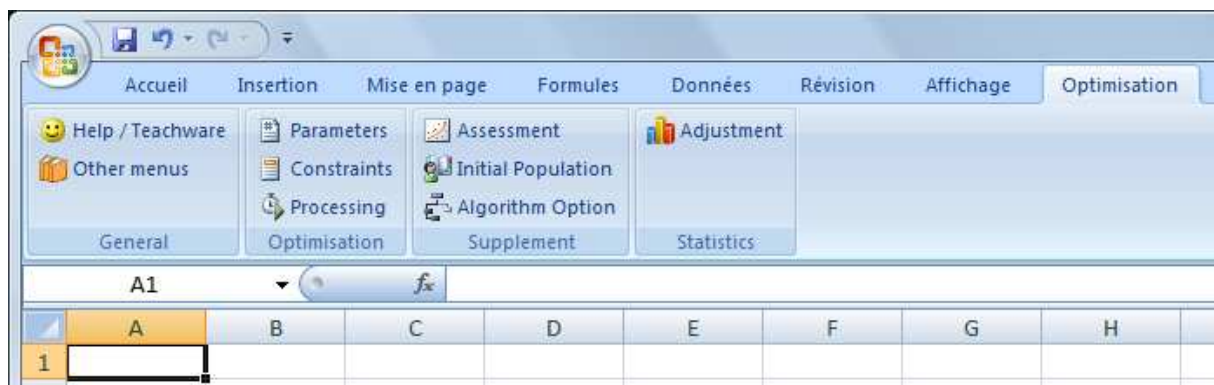 Accueil Insertion Mise en page Formules Données Révision Affichage Optimisation
Help / Teachware Parameters Assessment Adjustment
Other menus Constraints Initial Population
Processing Algorithm Option
General Optimisation Supplement Statistics
A1 fx
A B C D E F G H
1